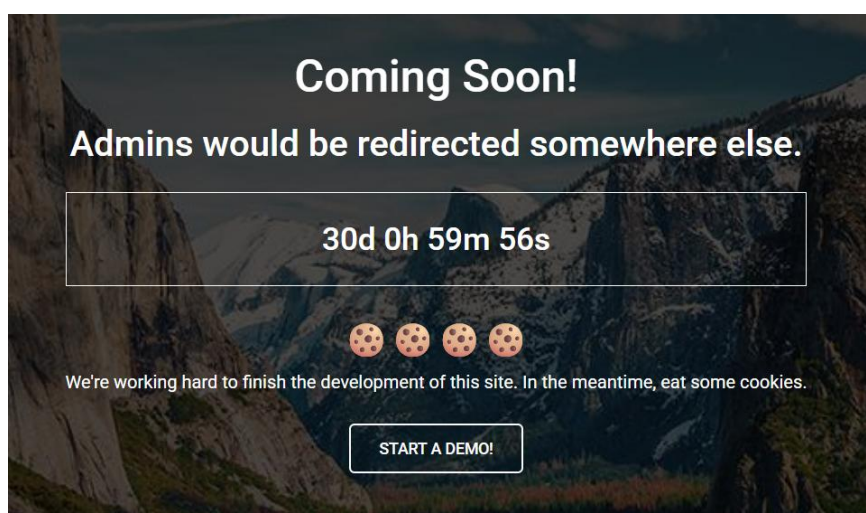 Coming Soon!
Admins would be redirected somewhere else.
30d 0h 59m 56s
We're working hard to finish the development of this site. In the meantime, eat some cookies.
START A DEMO!